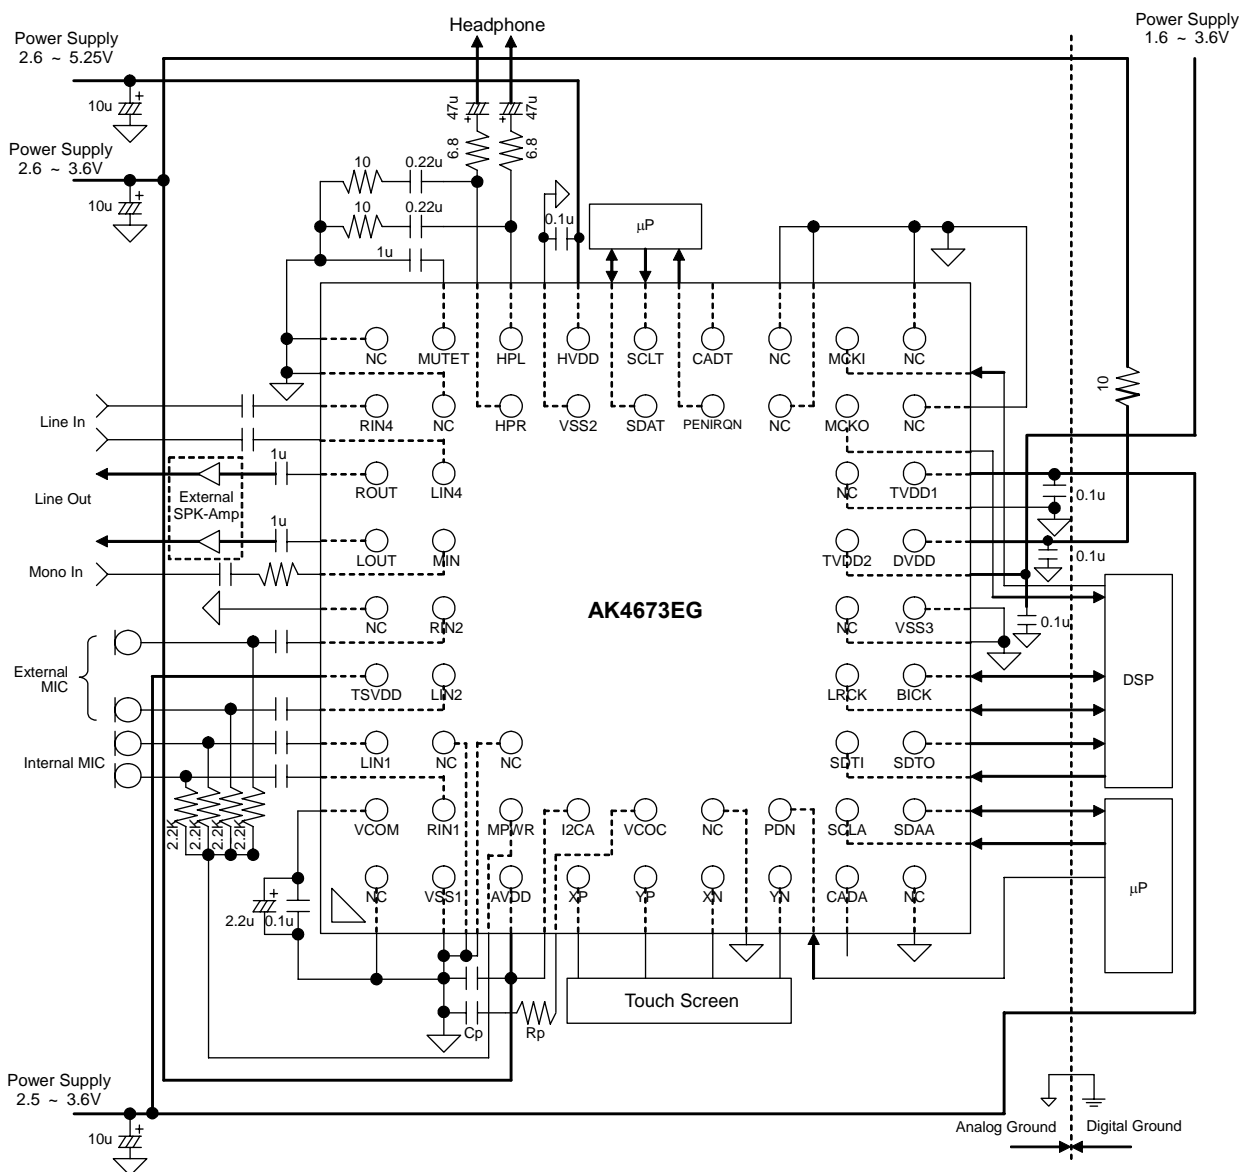 Headphone
Power Supply
1.6 ~ 3.6V
Power Supply
2.6 ~ 5.25V
10u
+
47u
+
47u
+
6.8
6.8
Power Supply
2.6 ~ 3.6V
10u
+
10
0.22u
10
0.22u
1u
0.1u
μP
NC
MUTET
HPL
HVDD
SCLT
CADT
NC
MCKI
NC
10
Line In
RIN4
NC
HPR
VSS2
SDAT
PENIRQN
NC
MCKO
NC
1u
Line Out
External
SPK-Amp
ROUT
LIN4
NC
TVDD1
0.1u
1u
LOUT
MIN
TVDD2
DVDD
0.1u
Mono In
AK4673EG
NC
RIN2
NC
VSS3
0.1u
External
MIC
TSVDD
LIN2
LRCK
BICK
DSP
Internal MIC
LIN1
NC
NC
SDTI
SDTO
2.2K
2.2K
2.2K
2.2K
VCOM
RIN1
MPWR
I2CA
VCOC
NC
PDN
SCLA
SDAA
μP
+
2.2u
0.1u
NC
VSS1
AVDD
XP
YP
XN
YN
CADA
NC
Touch Screen
Cp
Rp
Power Supply
2.5 ~ 3.6V
10u
+
Analog Ground
Digital Ground